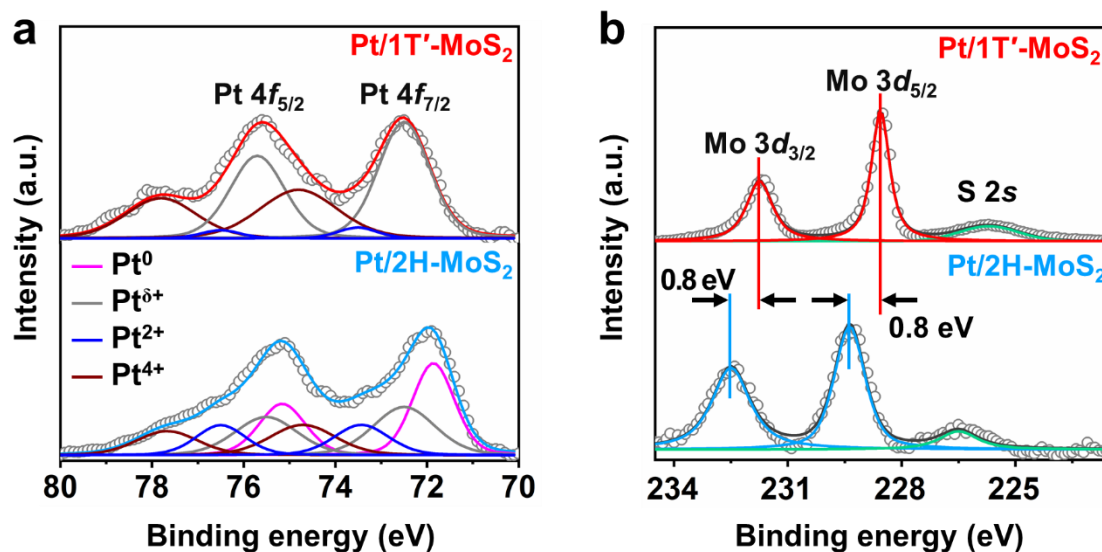 a
Pt/1T′-MoS₂
Pt 4f₅/₂
Pt 4f₇/₂
Intensity (a.u.)
Pt/2H-MoS₂
Pt⁰
Ptᵟ⁺
Pt²⁺
Pt⁴⁺
80 78 76 74 72 70
Binding energy (eV)
b
Pt/1T′-MoS₂
Mo 3d₅/₂
Mo 3d₃/₂
S 2s
Intensity (a.u.)
Pt/2H-MoS₂
0.8 eV
0.8 eV
234 231 228 225
Binding energy (eV)